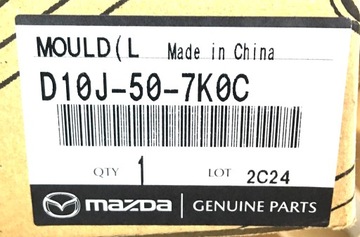 MOULD(L Made in China
D10J-50-7K0C
QTY 1 LOT 2C24
mazda GENUINE PARTS